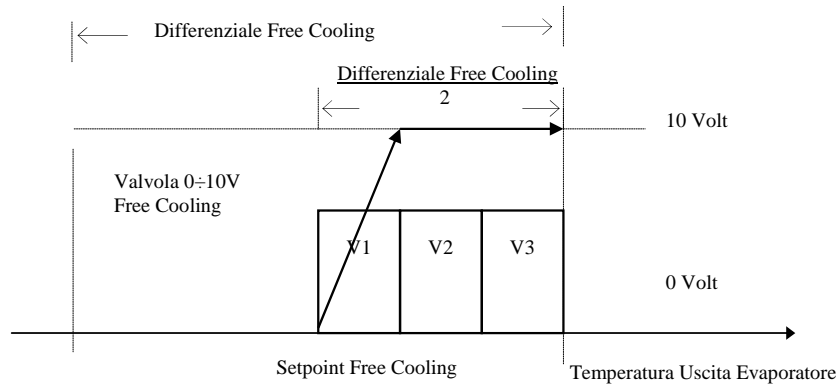 Differenziale Free Cooling
Differenziale Free Cooling
2
10 Volt
Valvola 0÷10V
Free Cooling
V1 V2 V3
0 Volt
Setpoint Free Cooling
Temperatura Uscita Evaporatore